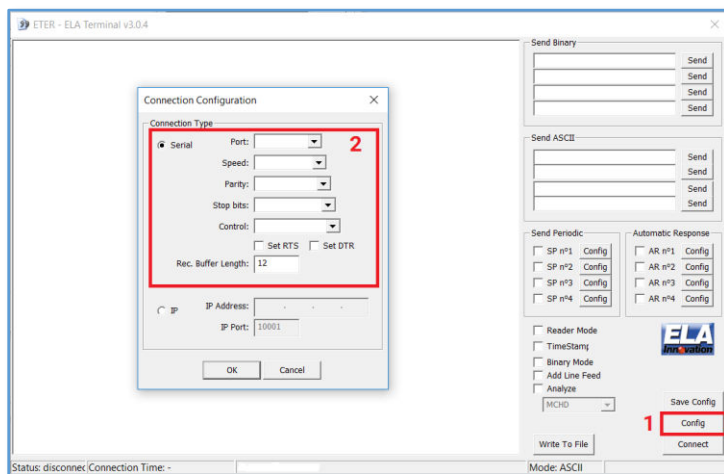 ETER - ELA Terminal v3.0.4
Connection Configuration
Connection Type
Serial
Port:
2
Speed:
Parity:
Stop bits:
Control:
Set RTS Set DTR
Rec. Buffer Length: 12
IP
IP Address: . . .
IP Port: 10001
OK Cancel
Send Binary
Send
Send
Send
Send
Send ASCII
Send
Send
Send
Send
Send Periodic
SP nº1 Config
SP nº2 Config
SP nº3 Config
SP nº4 Config
Automatic Response
AR nº1 Config
AR nº2 Config
AR nº3 Config
AR nº4 Config
Reader Mode
TimeStamp
Binary Mode
Add Line Feed
Analyze
MCHD
ELA
Innovation
Save Config
1 Config
Write To File
Connect
Status: disconnec Connection Time: - Mode: ASCII